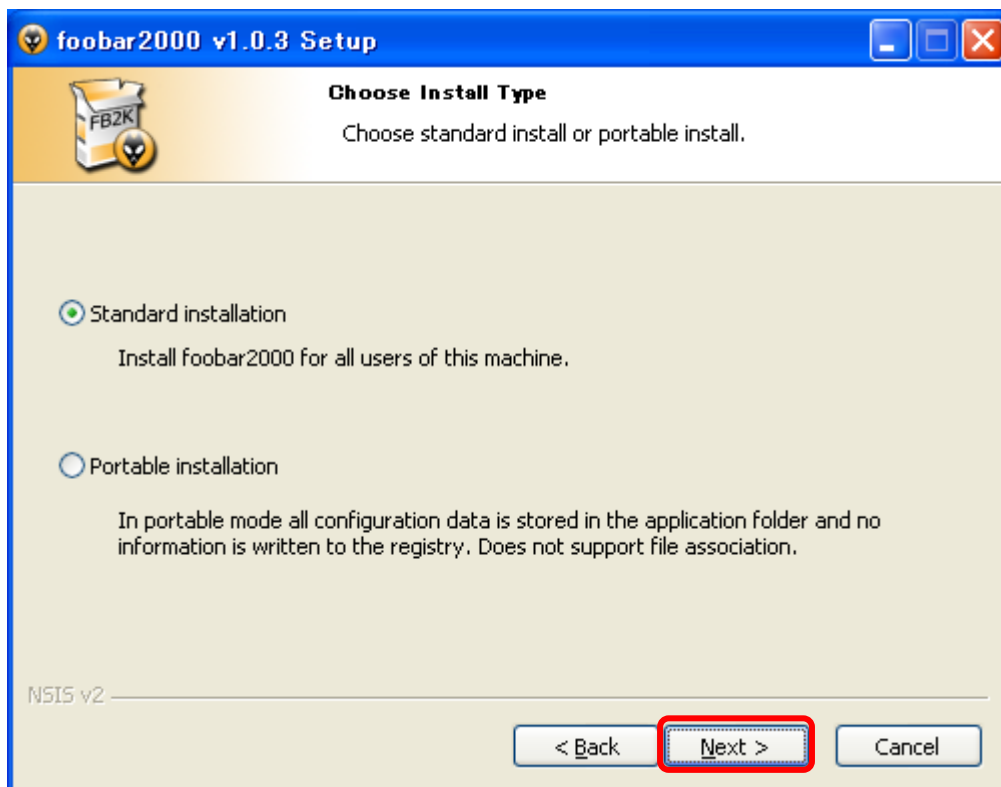 foobar2000 v1.0.3 Setup
FB2K
Choose Install Type
Choose standard install or portable install.
Standard installation
Install foobar2000 for all users of this machine.
Portable installation
In portable mode all configuration data is stored in the application folder and no
information is written to the registry. Does not support file association.
NSIS v2
< Back
Next >
Cancel